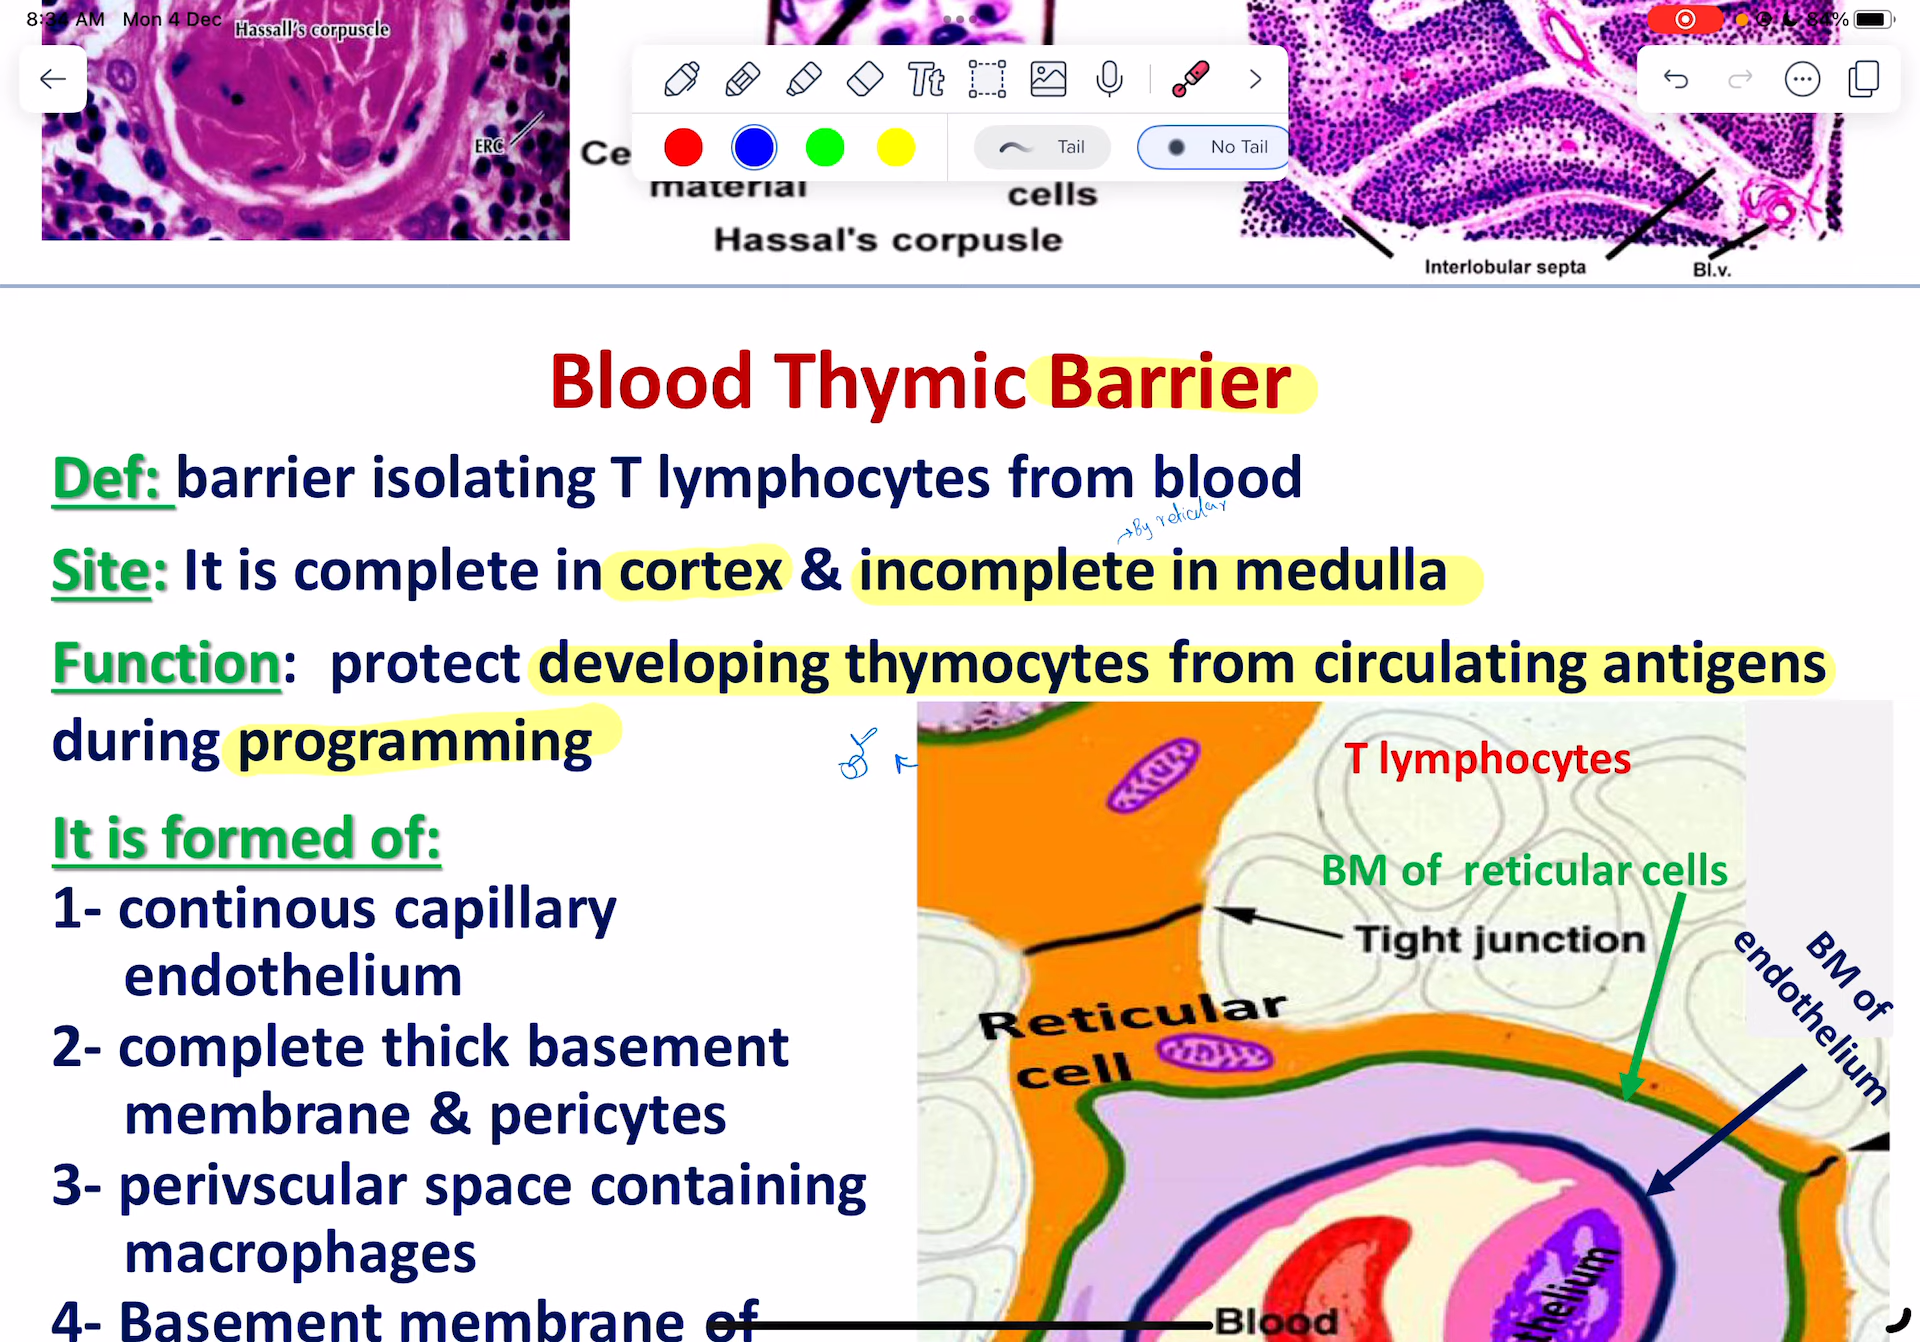 8:34 AM Mon 4 Dec
84%
Hassall's corpuscle
ERC
Tt
Tail
No Tail
Ce
material
cells
Hassal's corpusle
Interlobular septa
Bl.v.
Blood Thymic Barrier
Def: barrier isolating T lymphocytes from blood
By reticular
Site: It is complete in cortex & incomplete in medulla
Function: protect developing thymocytes from circulating antigens
during programming
It is formed of:
1- continous capillary
endothelium
2- complete thick basement
membrane & pericytes
3- perivscular space containing
macrophages
4- Basement membrane of
T lymphocytes
BM of reticular cells
Tight junction
BM of
endothelium
Reticular
cell
Blood
thelium